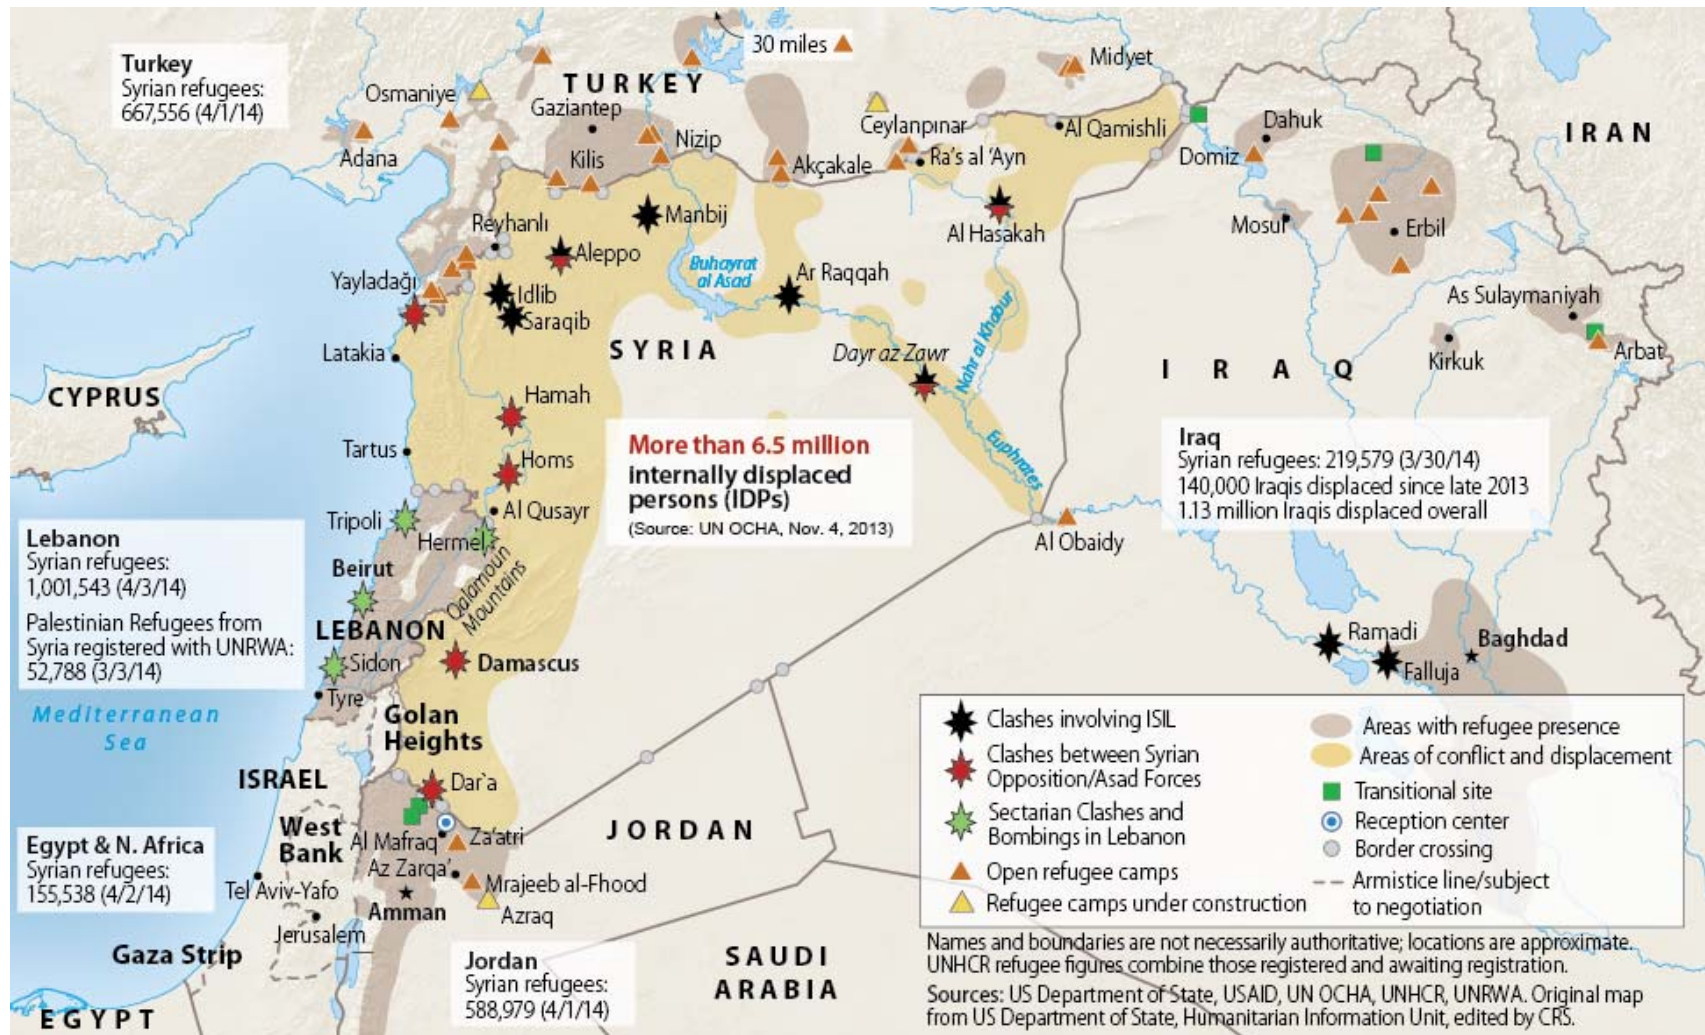 Turkey
Syrian refugees:
667,556 (4/1/14)
30 miles
TURKEY
Midyet
Osmaniye
Gaziantep
Adana
Kilis
Nizip
Akçakale
Ceylanpınar
Ra's al 'Ayn
Al Qamishli
Dahuk
Domiz
IRAN
Reyhanlı
Manbij
Al Hasakah
Mosul
Erbil
Yayladağı
Aleppo
Buhayrat
al Asad
Ar Raqqah
Idlib
Saraqib
As Sulaymaniyah
Latakia
SYRIA
Dayr az Zawr
Nahr al Khabur
IRAQ
Kirkuk
Arbat
CYPRUS
Hamah
Tartus
Homs
More than 6.5 million
internally displaced
persons (IDPs)
(Source: UN OCHA, Nov. 4, 2013)
Euphrates
Iraq
Syrian refugees: 219,579 (3/30/14)
140,000 Iraqis displaced since late 2013
1.13 million Iraqis displaced overall
Tripoli
Al Qusayr
Hermel
Al Obaidy
Lebanon
Syrian refugees:
1,001,543 (4/3/14)
Palestinian Refugees from
Syria registered with UNRWA:
52,788 (3/3/14)
Beirut
Qalamoun
Mountains
LEBANON
Sidon
Damascus
Tyre
Ramadi
Falluja
Baghdad
Mediterranean
Sea
Golan
Heights
ISRAEL
Dar`a
West
Bank
Al Mafraq
Za'atri
JORDAN
Az Zarqa'
Mrajeeb al-Fhood
Egypt & N. Africa
Syrian refugees:
155,538 (4/2/14)
Tel Aviv-Yafo
Amman
Azraq
Jerusalem
Gaza Strip
Jordan
Syrian refugees:
588,979 (4/1/14)
SAUDI
ARABIA
EGYPT
Clashes involving ISIL
Clashes between Syrian
Opposition/Asad Forces
Sectarian Clashes and
Bombings in Lebanon
Open refugee camps
Refugee camps under construction
Areas with refugee presence
Areas of conflict and displacement
Transitional site
Reception center
Border crossing
Armistice line/subject
to negotiation
Names and boundaries are not necessarily authoritative; locations are approximate.
UNHCR refugee figures combine those registered and awaiting registration.
Sources: US Department of State, USAID, UN OCHA, UNHCR, UNRWA. Original map
from US Department of State, Humanitarian Information Unit, edited by CRS.